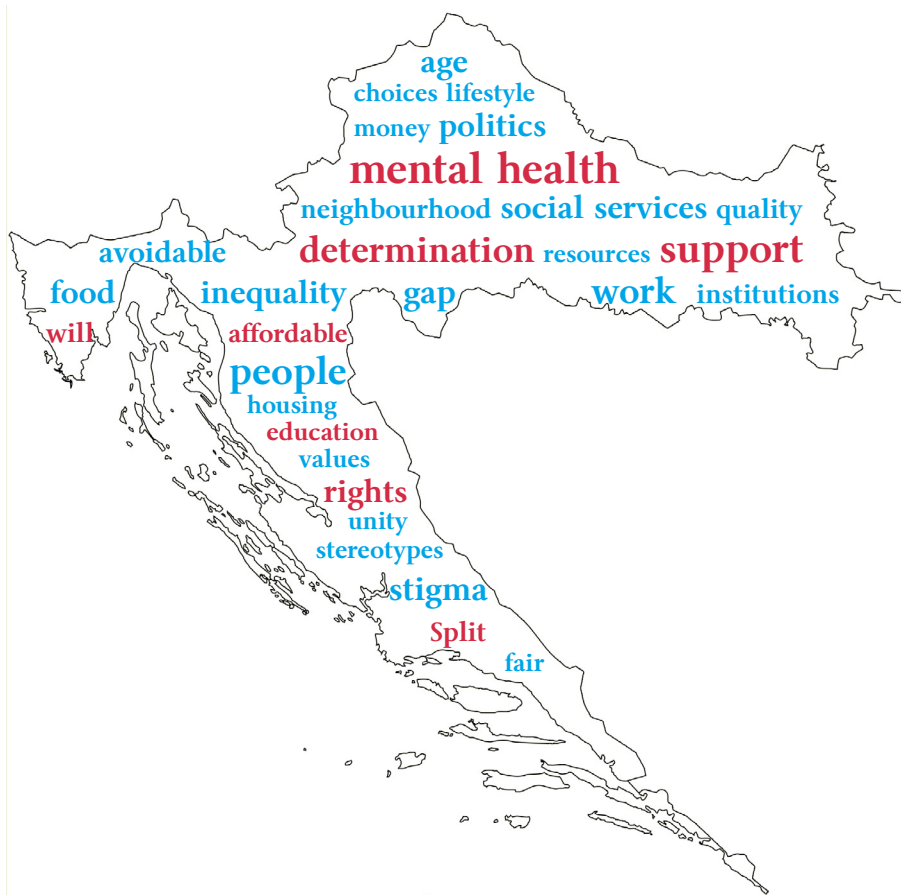 age
choices lifestyle
money politics
mental health
neighbourhood social services quality
avoidable determination resources support
food inequality gap work institutions
will affordable
people
housing
education
values
rights
unity
stereotypes
stigma
Split
fair